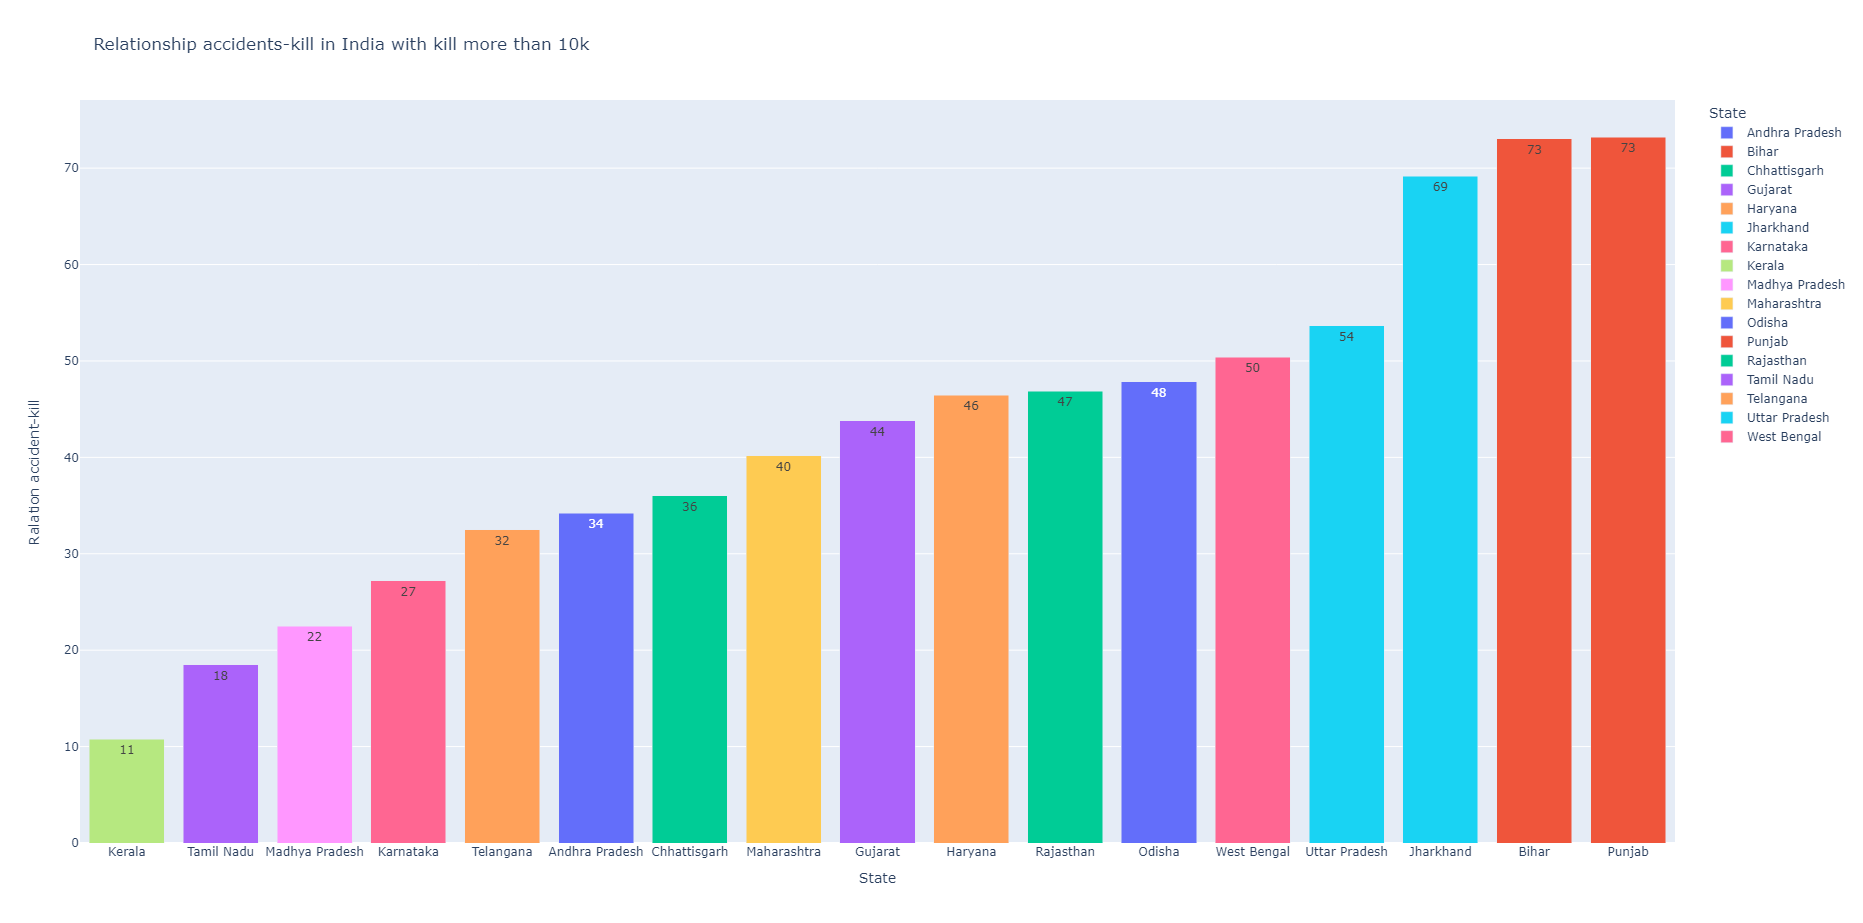 Relationship accidents-kill in India with kill more than 10k
Ralation accident-kill
70
60
50
40
30
20
10
0
11
18
22
27
32
34
36
40
44
46
47
48
50
54
69
73
73
Kerala
Tamil Nadu
Madhya Pradesh
Karnataka
Telangana
Andhra Pradesh
Chhattisgarh
Maharashtra
Gujarat
Haryana
Rajasthan
Odisha
West Bengal
Uttar Pradesh
Jharkhand
Bihar
Punjab
State
State
Andhra Pradesh
Bihar
Chhattisgarh
Gujarat
Haryana
Jharkhand
Karnataka
Kerala
Madhya Pradesh
Maharashtra
Odisha
Punjab
Rajasthan
Tamil Nadu
Telangana
Uttar Pradesh
West Bengal